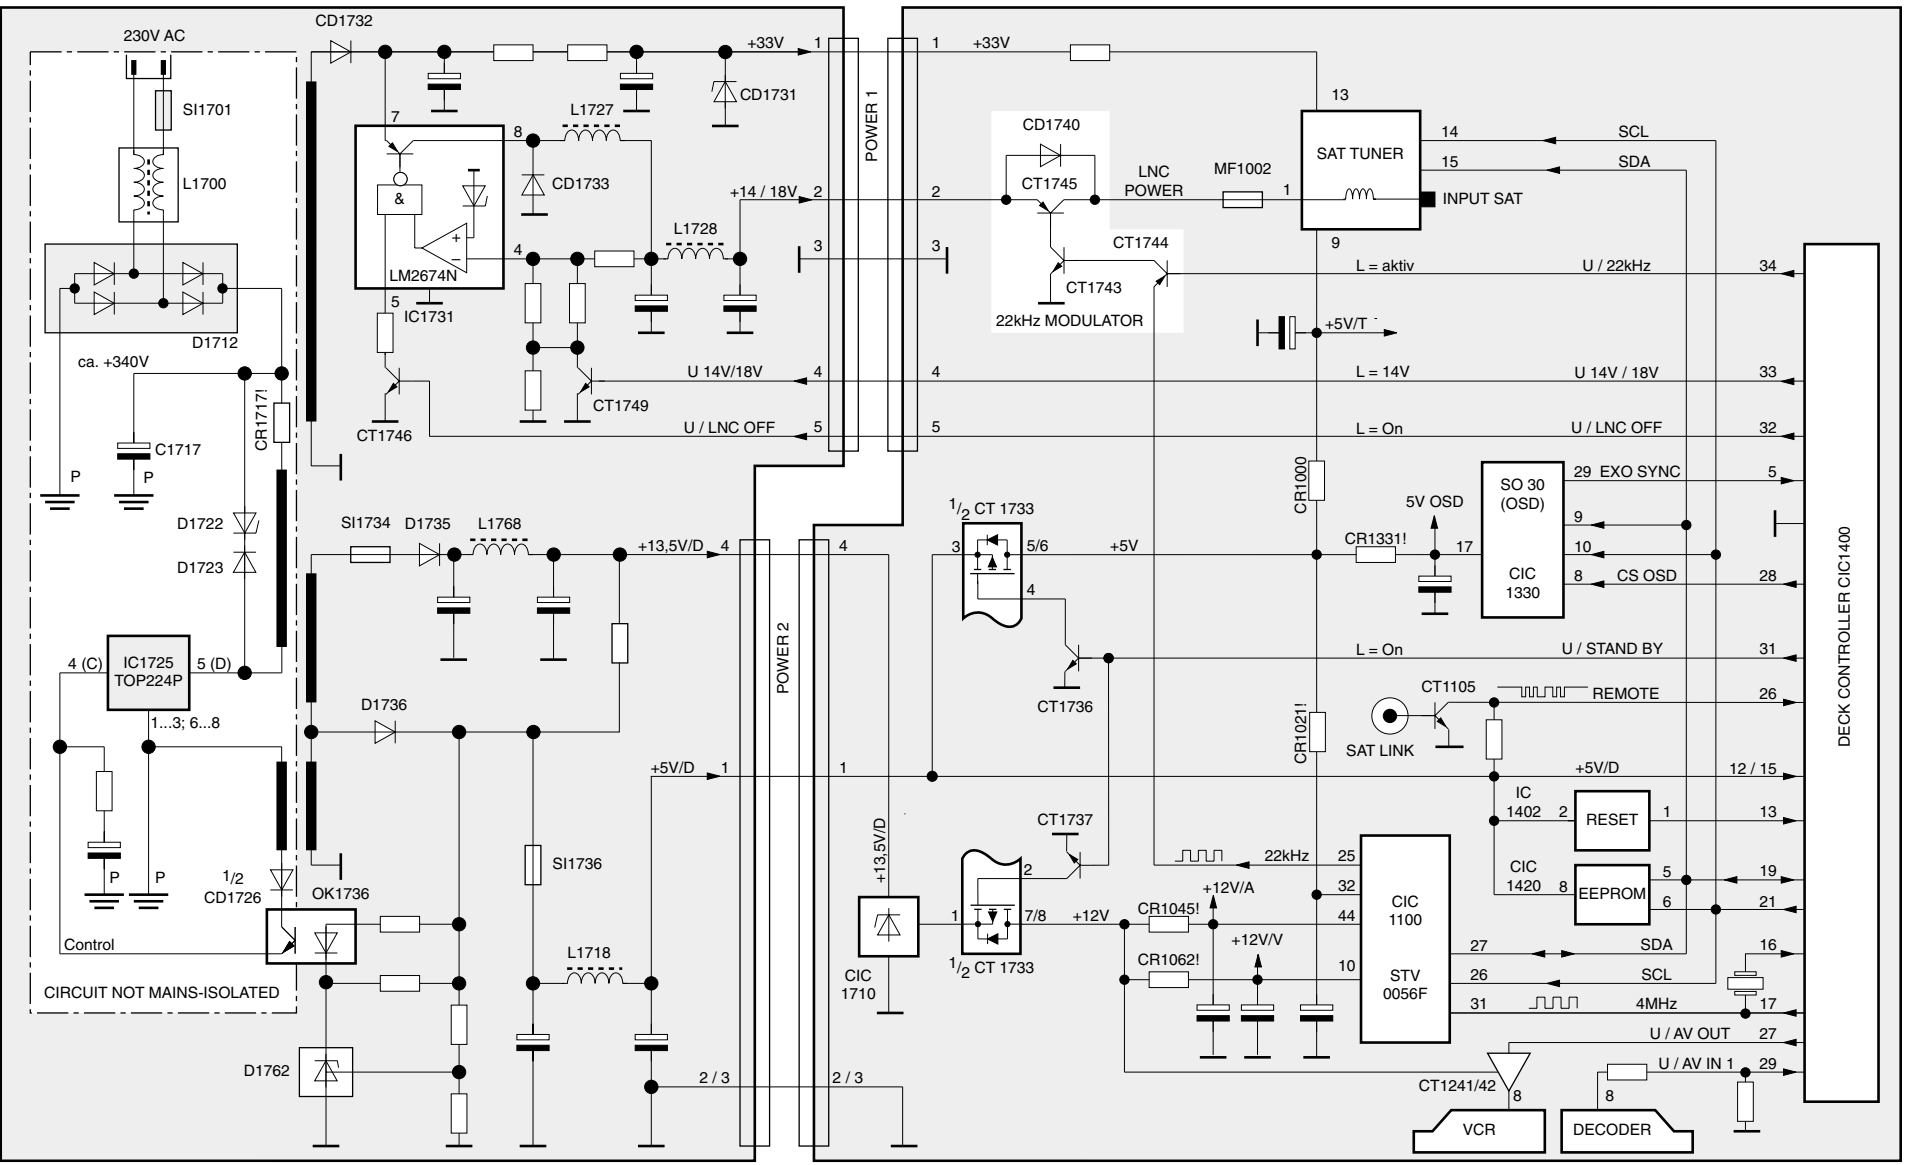 230V AC
SI1701
L1700
D1712
ca. +340V
CR1717!
C1717
P
P
D1722
D1723
4 (C)
IC1725
TOP224P
5 (D)
1...3; 6...8
P
P
1/2
CD1726
OK1736
Control
CIRCUIT NOT MAINS-ISOLATED
D1762
CD1732
+33V
1
CD1731
7
8
L1727
CD1733
&
+
−
LM2674N
4
5
IC1731
L1728
+14 / 18V
2
3
U 14V/18V
4
CT1749
CT1746
U / LNC OFF
5
POWER 1
SI1734
D1735
L1768
+13,5V/D
4
D1736
+5V/D
1
SI1736
L1718
2 / 3
POWER 2
1
+33V
2
3
4
5
CD1740
CT1745
LNC
POWER
MF1002
1
CT1744
CT1743
22kHz MODULATOR
13
SAT TUNER
14
SCL
15
SDA
INPUT SAT
9
L = aktiv
U / 22kHz
34
+5V/T
L = 14V
U 14V / 18V
33
L = On
U / LNC OFF
32
CR1000
1/2 CT 1733
3
5/6
+5V
4
4
CR1331!
5V OSD
17
SO 30
(OSD)
CIC
1330
29 EXO SYNC
5
9
10
8
CS OSD
28
DECK CONTROLLER CIC1400
L = On
U / STAND BY
31
CT1736
CT1105
REMOTE
26
SAT LINK
CR1021!
1
+5V/D
12 / 15
IC
1402
2
RESET
1
13
CT1737
+13,5V/D
2
22kHz
25
CIC
1420
8
EEPROM
5
19
6
21
32
+12V/A
1
7/8
+12V
CR1045!
44
CIC
1100
STV
0056F
1/2 CT 1733
CIC
1710
+12V/V
CR1062!
10
27
SDA
16
26
SCL
31
4MHz
17
U / AV OUT
27
U / AV IN 1
29
2 / 3
CT1241/42
8
8
VCR
DECODER